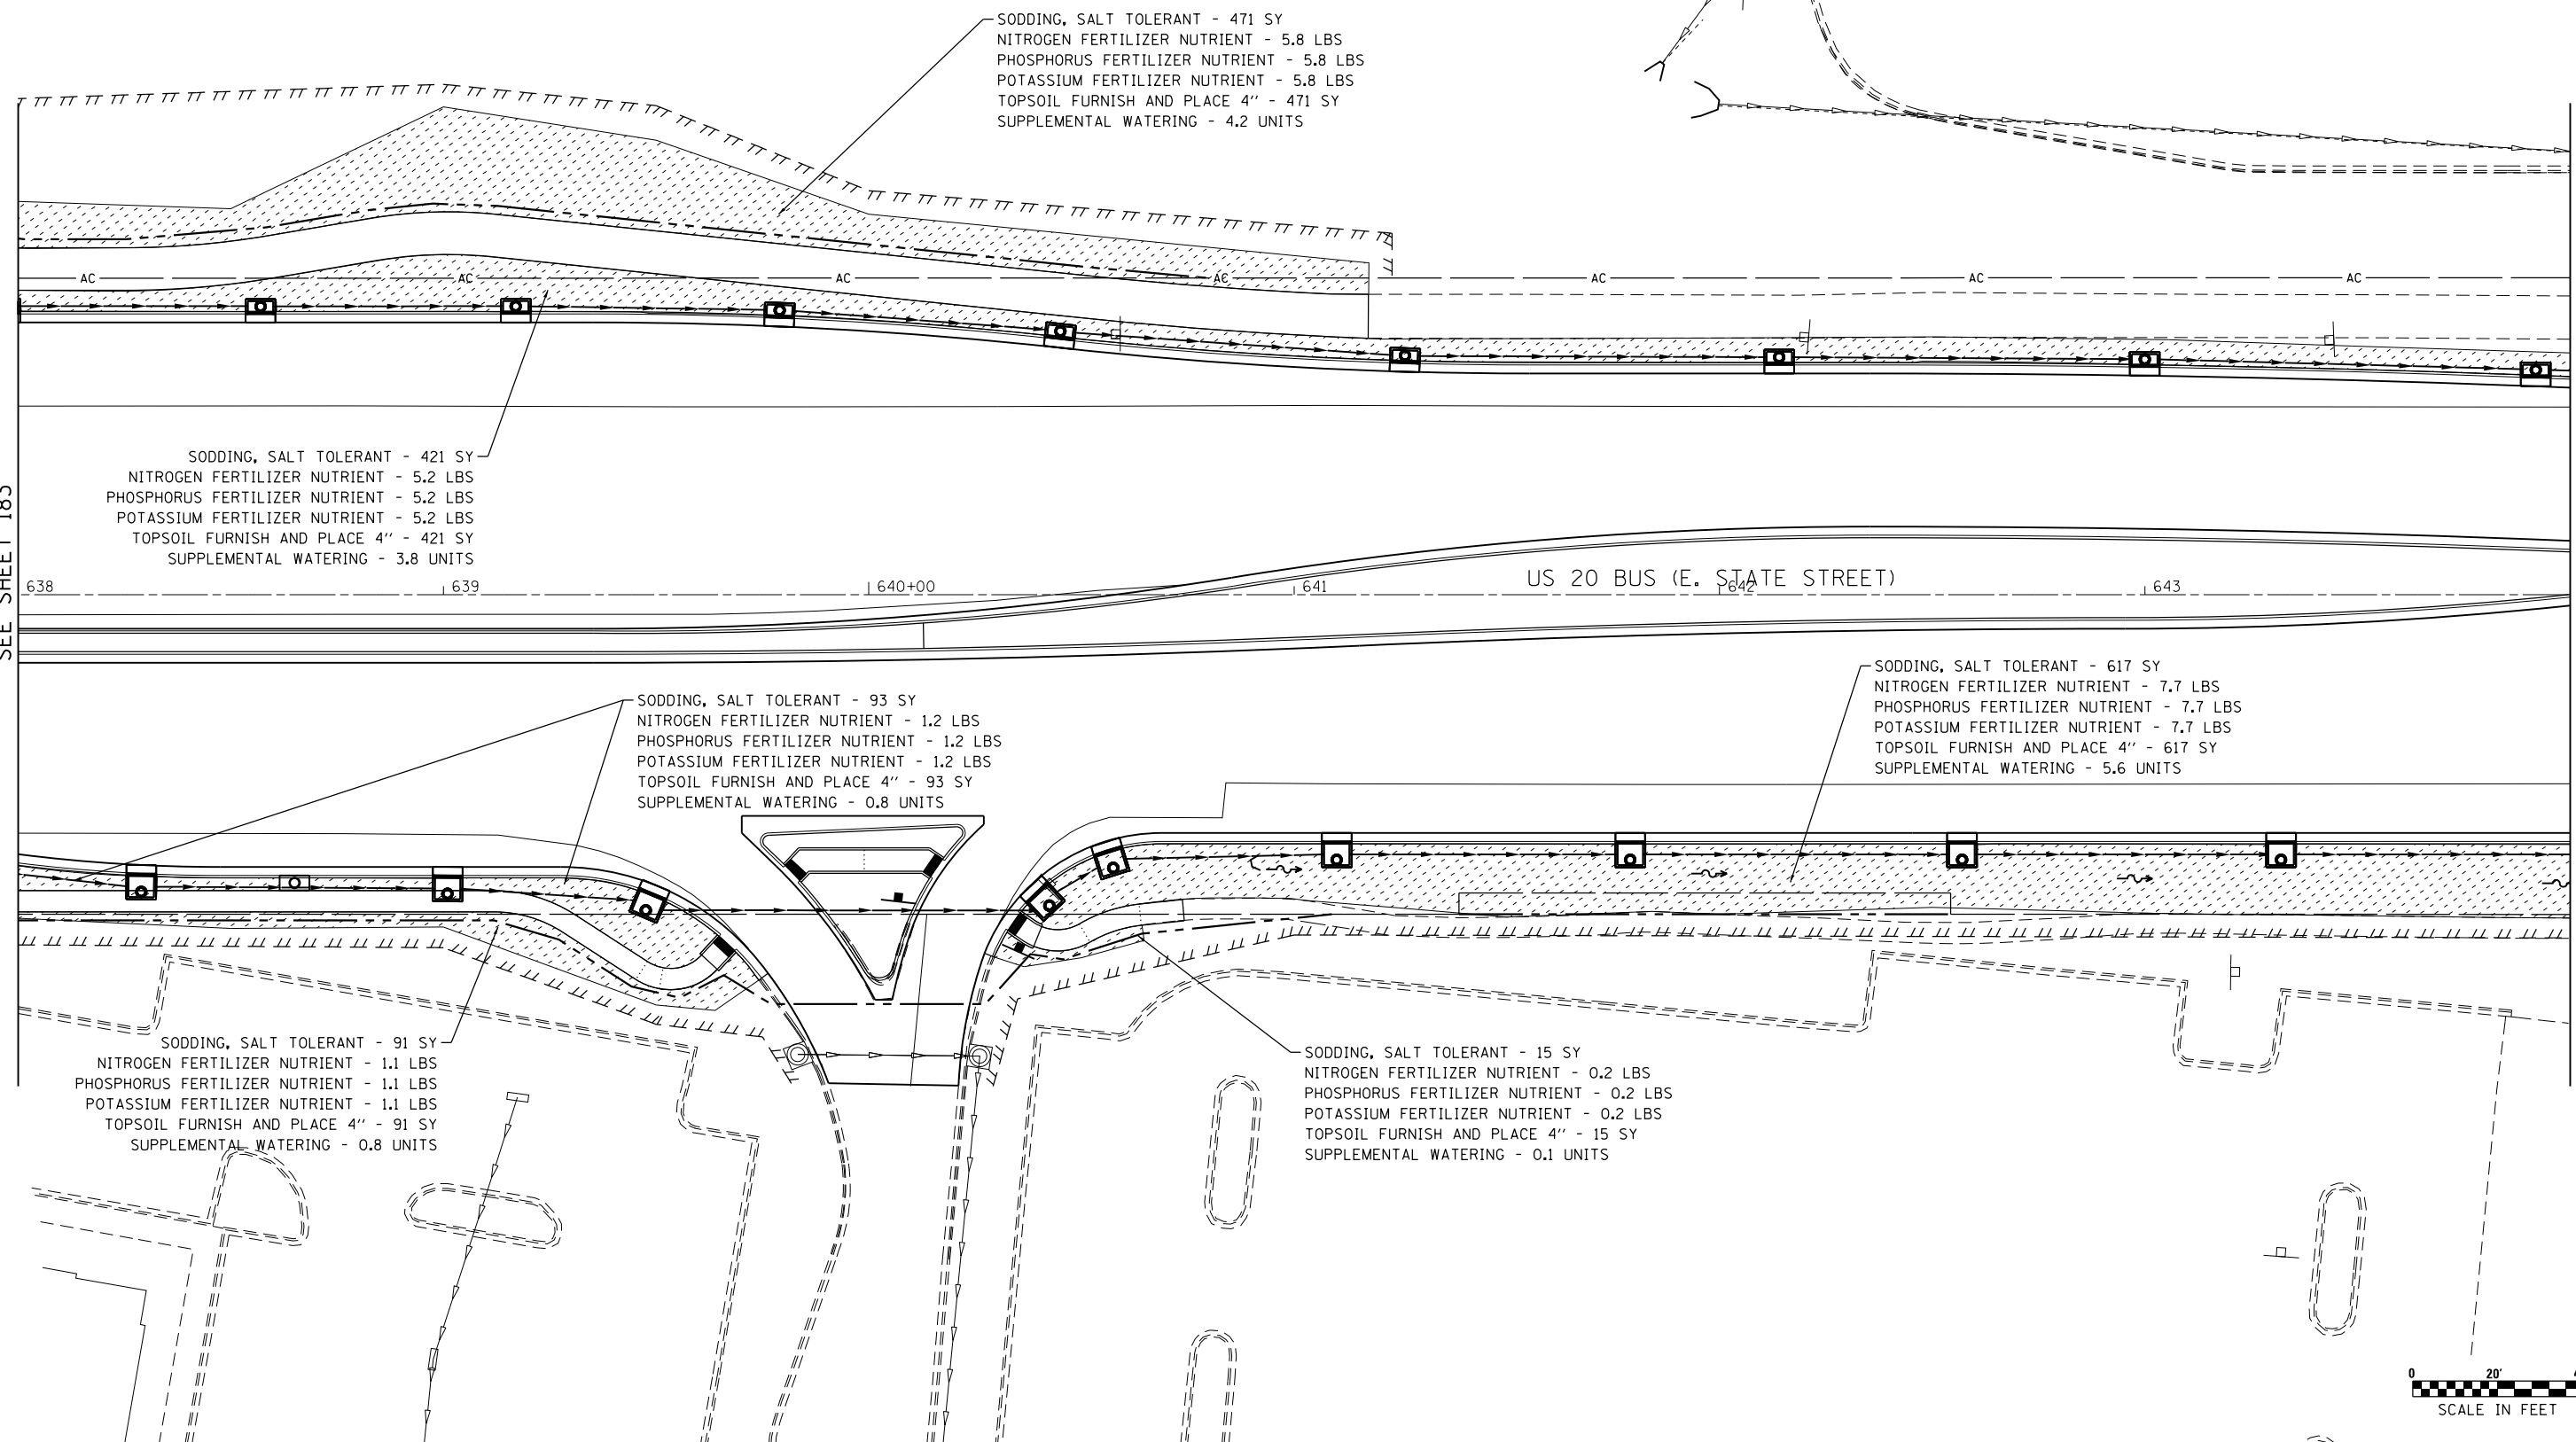 SODDING, SALT TOLERANT - 471 SY
NITROGEN FERTILIZER NUTRIENT - 5.8 LBS
PHOSPHORUS FERTILIZER NUTRIENT - 5.8 LBS
POTASSIUM FERTILIZER NUTRIENT - 5.8 LBS
TOPSOIL FURNISH AND PLACE 4'' - 471 SY
SUPPLEMENTAL WATERING - 4.2 UNITS
AC AC AC AC AC AC AC
SODDING, SALT TOLERANT - 421 SY
NITROGEN FERTILIZER NUTRIENT - 5.2 LBS
PHOSPHORUS FERTILIZER NUTRIENT - 5.2 LBS
POTASSIUM FERTILIZER NUTRIENT - 5.2 LBS
TOPSOIL FURNISH AND PLACE 4'' - 421 SY
SUPPLEMENTAL WATERING - 3.8 UNITS
SEE SHEET 183
US 20 BUS (E. STATE STREET)
638 639 640+00 641 642 643
SODDING, SALT TOLERANT - 617 SY
NITROGEN FERTILIZER NUTRIENT - 7.7 LBS
PHOSPHORUS FERTILIZER NUTRIENT - 7.7 LBS
POTASSIUM FERTILIZER NUTRIENT - 7.7 LBS
TOPSOIL FURNISH AND PLACE 4'' - 617 SY
SUPPLEMENTAL WATERING - 5.6 UNITS
SODDING, SALT TOLERANT - 93 SY
NITROGEN FERTILIZER NUTRIENT - 1.2 LBS
PHOSPHORUS FERTILIZER NUTRIENT - 1.2 LBS
POTASSIUM FERTILIZER NUTRIENT - 1.2 LBS
TOPSOIL FURNISH AND PLACE 4'' - 93 SY
SUPPLEMENTAL WATERING - 0.8 UNITS
SODDING, SALT TOLERANT - 91 SY
NITROGEN FERTILIZER NUTRIENT - 1.1 LBS
PHOSPHORUS FERTILIZER NUTRIENT - 1.1 LBS
POTASSIUM FERTILIZER NUTRIENT - 1.1 LBS
TOPSOIL FURNISH AND PLACE 4'' - 91 SY
SUPPLEMENTAL WATERING - 0.8 UNITS
SODDING, SALT TOLERANT - 15 SY
NITROGEN FERTILIZER NUTRIENT - 0.2 LBS
PHOSPHORUS FERTILIZER NUTRIENT - 0.2 LBS
POTASSIUM FERTILIZER NUTRIENT - 0.2 LBS
TOPSOIL FURNISH AND PLACE 4'' - 15 SY
SUPPLEMENTAL WATERING - 0.1 UNITS
0 20'
SCALE IN FEET